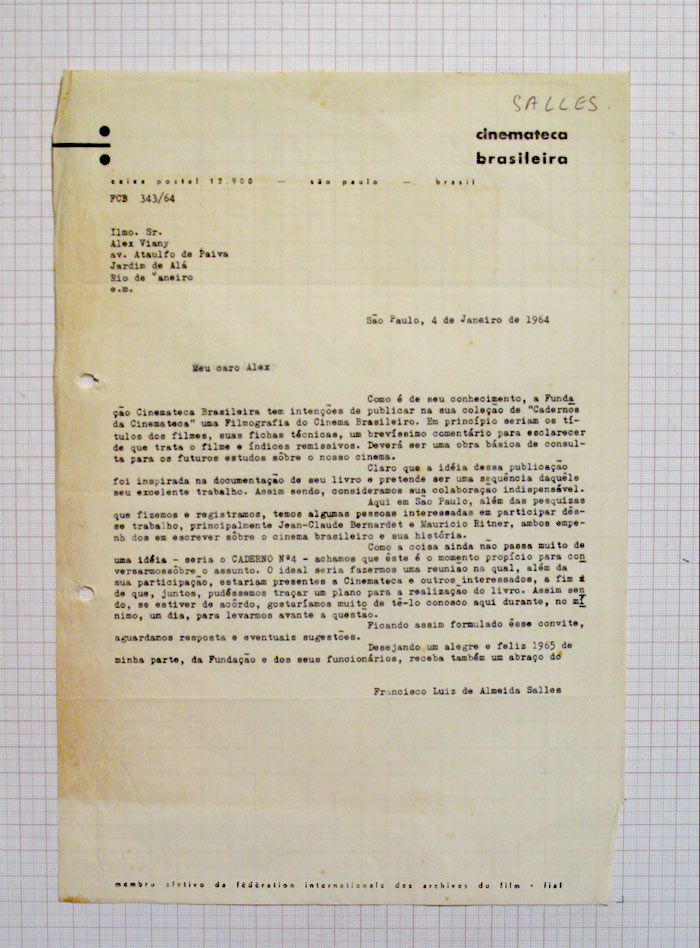 SALLES.
cinemateca
brasileira
caixa postal 12.900 — são paulo — brasil
FCB 343/64
Ilmo. Sr.
Alex Viany
av. Ataulfo de Paiva
Jardim de Alá
Rio de Janeiro
e.m.
São Paulo, 4 de Janeiro de 1964
Meu caro Alex
Como é de seu conhecimento, a Funda
ção Cinemateca Brasileira tem intenções de publicar na sua coleção de "Cadernos
da Cinemateca" uma Filmografia do Cinema Brasileiro. Em princípio seriam os tí-
tulos dos filmes, suas fichas técnicas, um brevíssimo comentário para esclarecer
de que trata o filme e índices remissivos. Deverá ser uma obra básica de consul-
ta para os futuros estudos sôbre o nosso cinema.
Claro que a idéia dessa publicação
foi inspirada na documentação de seu livro e pretende ser uma sequência daquêle
seu excelente trabalho. Assim sendo, consideramos sua colaboração indispensável.
Aqui em São Paulo, além das pesquizas
que fizemos e registramos, temos algumas pessoas interessadas em participar dês-
se trabalho, principalmente Jean-Claude Bernardet e Mauricio Ritner, ambos empe-
nh dos em escrever sôbre o cinema brasileiro e sua história.
Como a coisa ainda não passa muito de
uma idéia - seria o CADERNO Nº4 - achamos que êste é o momento propício para con
versarmossôbre o assunto. O ideal seria fazermos uma reunião na qual, além da
sua participação, estariam presentes a Cinemateca e outros interessados, a fim
de que, juntos, pudéssemos traçar um plano para a realização do livro. Assim sen
do, se estiver de acôrdo, gostaríamos muito de tê-lo conosco aqui durante, no mí
nimo, um dia, para levarmos avante a questão.
Ficando assim formulado êsse convite,
aguardamos resposta e eventuais sugestões.
Desejando um alegre e feliz 1965 de
minha parte, da Fundação e dos seus funcionários, receba também um abraço do
Francisco Luiz de Almeida Salles
membro efetivo da fédération internationale des archives du film - fiaf